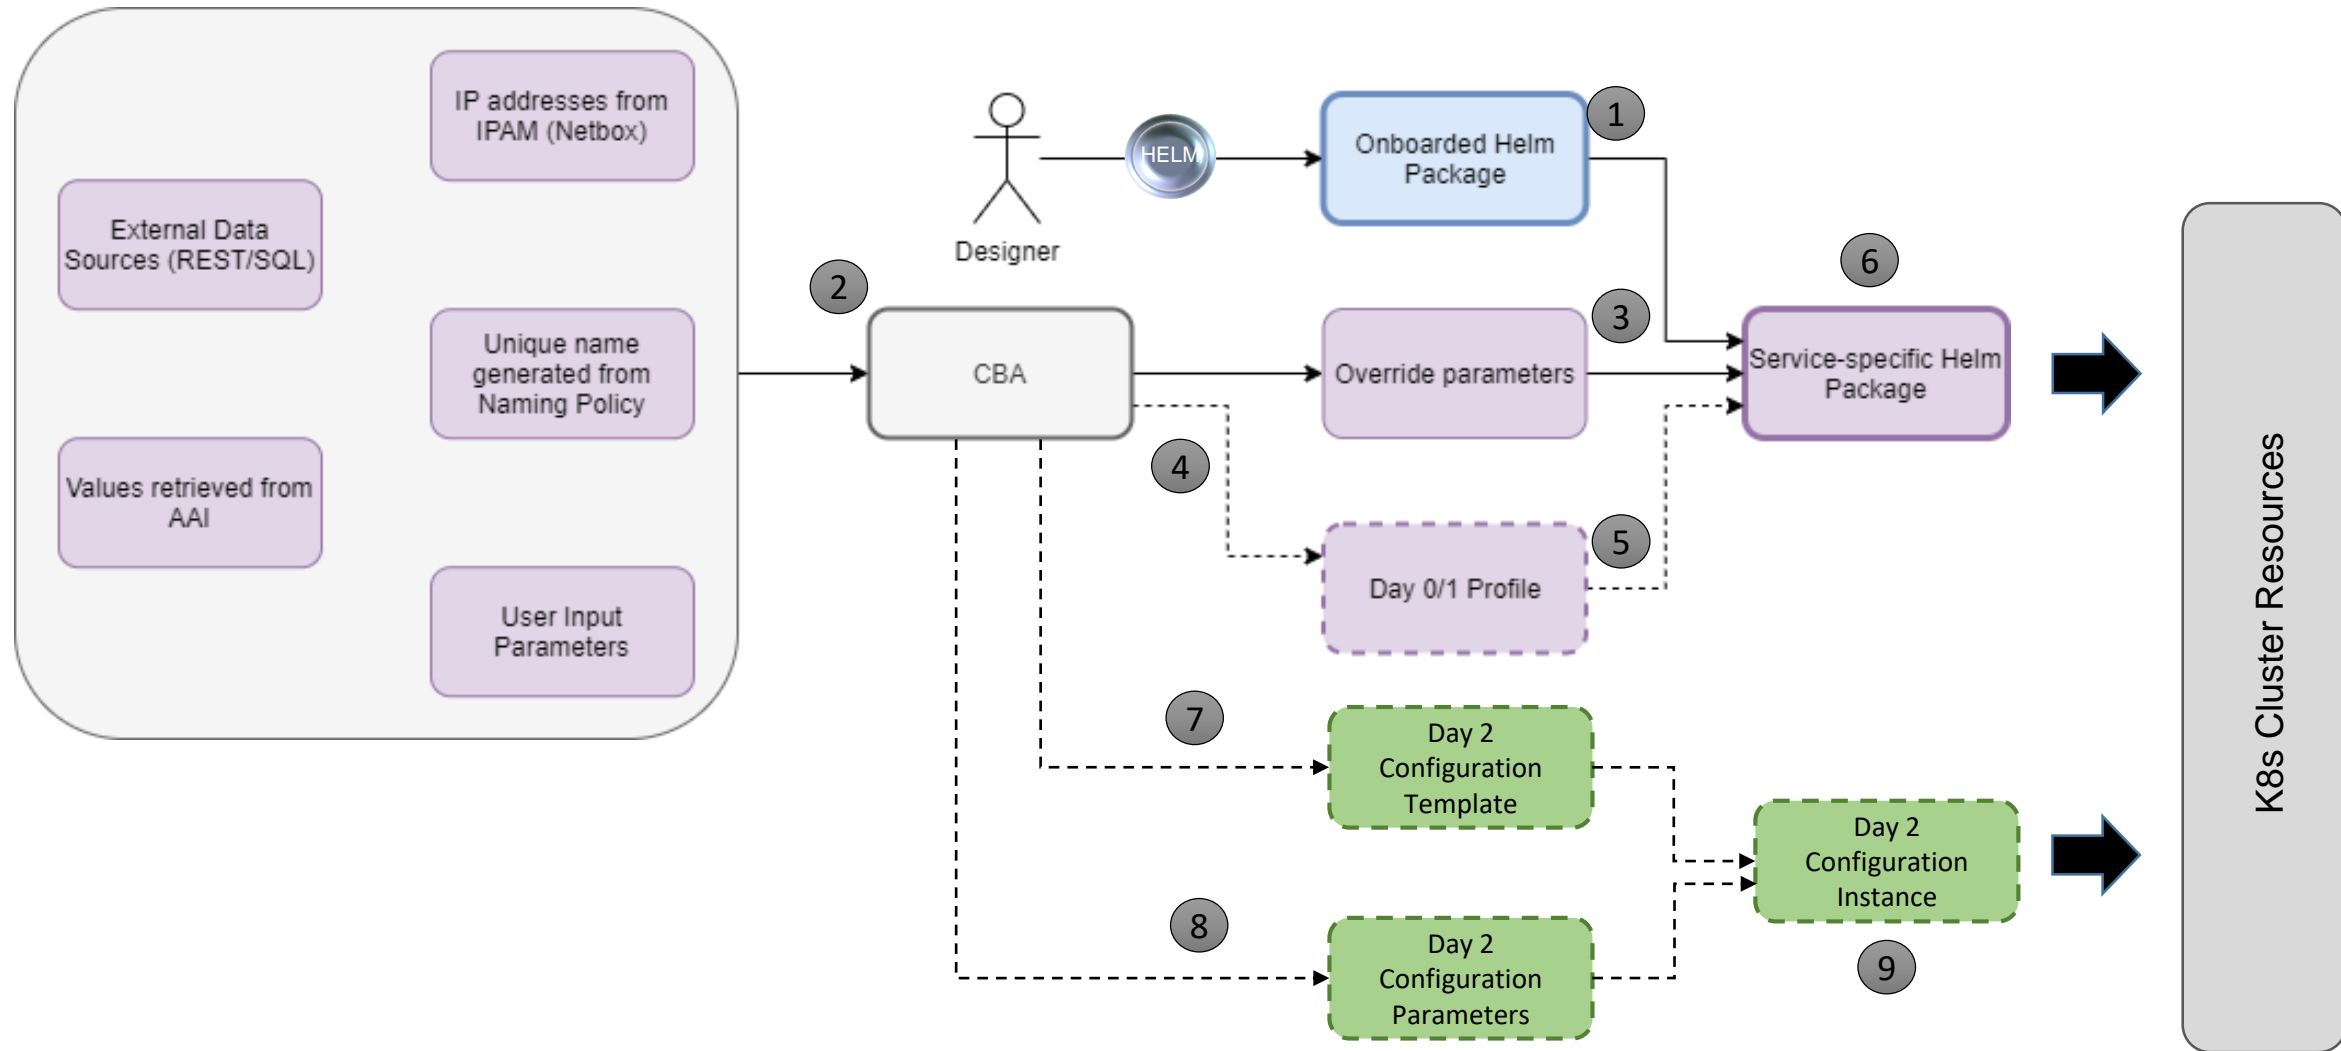 IP addresses from
IPAM (Netbox)
External Data
Sources (REST/SQL)
Unique name
generated from
Naming Policy
Values retrieved from
AAI
User Input
Parameters
Designer
HELM
Onboarded Helm
Package
1
2
CBA
Override parameters
3
4
Day 0/1 Profile
5
6
Service-specific Helm
Package
7
Day 2
Configuration
Template
8
Day 2
Configuration
Parameters
Day 2
Configuration
Instance
9
K8s Cluster Resources